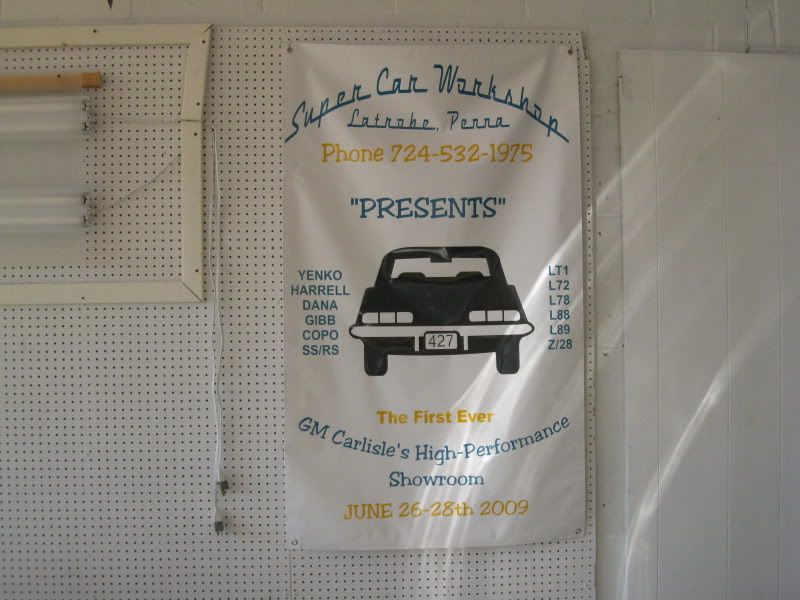 Super Car Workshop
Latrobe, Penna
Phone 724-532-1975
"PRESENTS"
YENKO
HARRELL
DANA
GIBB
COPO
SS/RS
427
LT1
L72
L78
L88
L89
Z/28
The First Ever
GM Carlisle's High-Performance
Showroom
JUNE 26-28th 2009